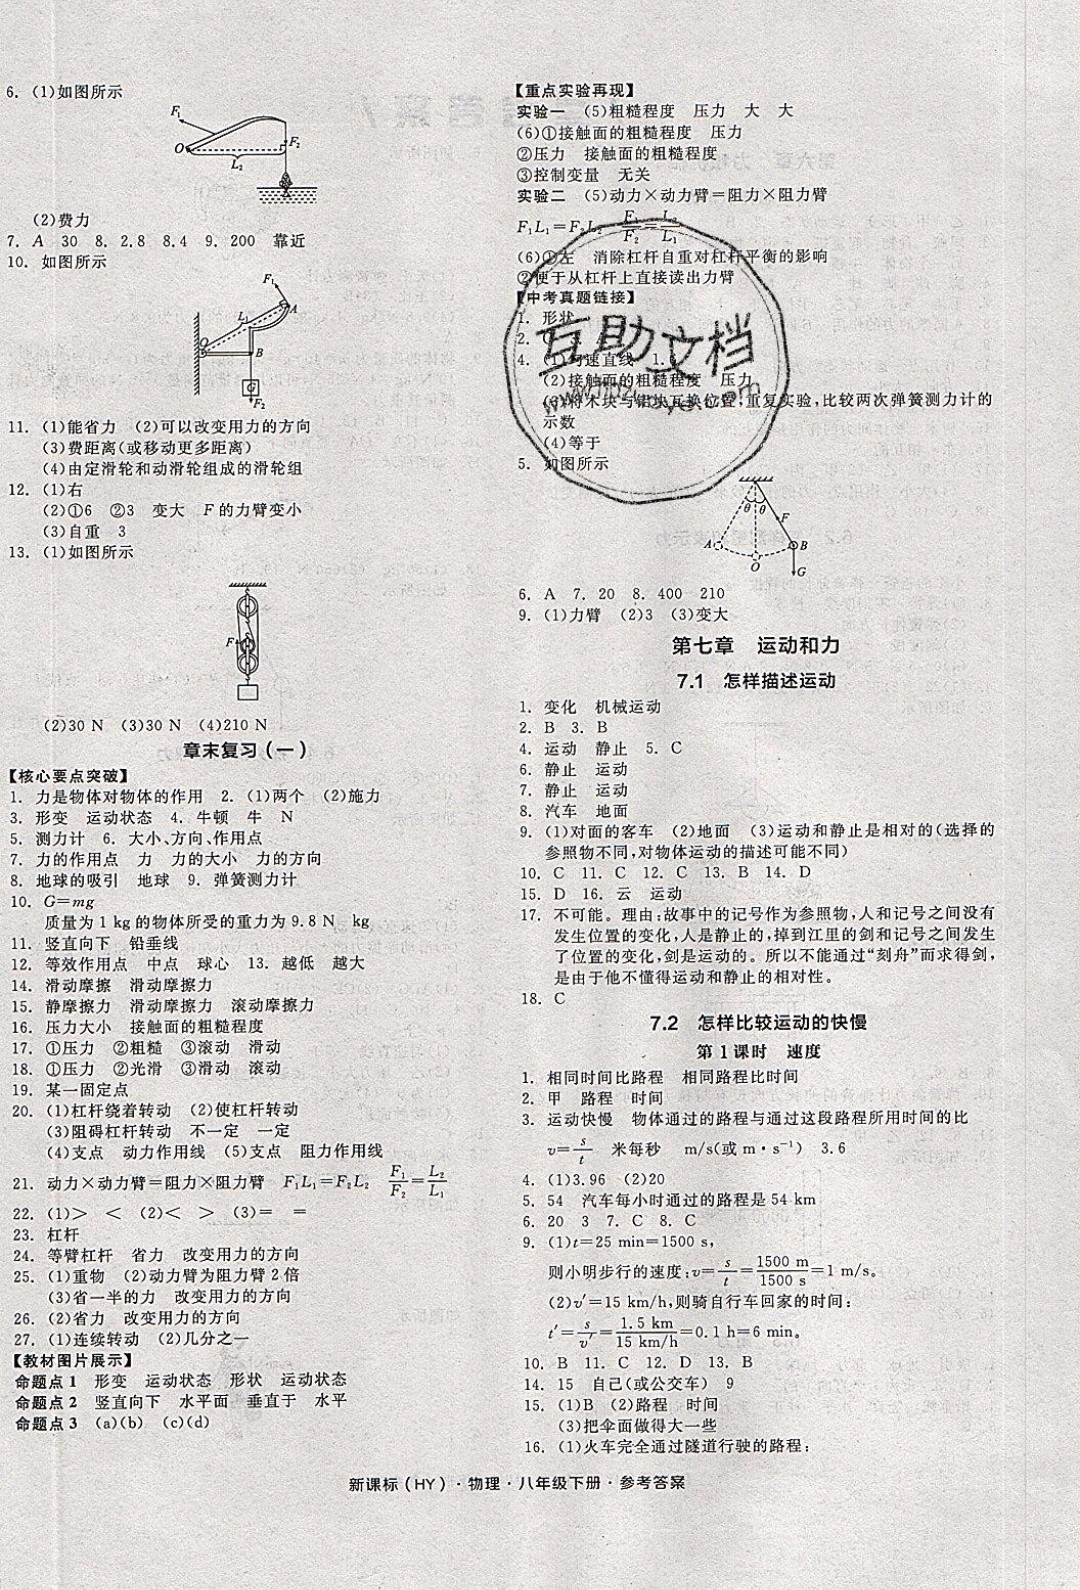 6. (1)如图所示
F₁
O
F₂
L₂
(2)费力
7. A 30 8. 2.8 8.4 9. 200 靠近
10. 如图所示
F₁
A
L₁
O
B
F₂
11. (1)能省力 (2)可以改变用力的方向
(3)费距离(或移动更多距离)
(4)由定滑轮和动滑轮组成的滑轮组
12. (1)右
(2)①6 ②3 变大 F的力臂变小
(3)自重 3
13. (1)如图所示
F
(2)30 N (3)30 N (4)210 N
章末复习(一)
【核心要点突破】
1. 力是物体对物体的作用 2. (1)两个 (2)施力
3. 形变 运动状态 4. 牛顿 牛 N
5. 测力计 6. 大小、方向、作用点
7. 力的作用点 力 力的大小 力的方向
8. 地球的吸引 地球 9. 弹簧测力计
10. G=mg
质量为1 kg的物体所受的重力为9.8 N kg
11. 竖直向下 铅垂线
12. 等效作用点 中点 球心 13. 越低 越大
14. 滑动摩擦 滑动摩擦力
15. 静摩擦力 滑动摩擦力 滚动摩擦力
16. 压力大小 接触面的粗糙程度
17. ①压力 ②粗糙 ③滚动 滑动
18. ①压力 ②光滑 ③滑动 滚动
19. 某一固定点
20. (1)杠杆绕着转动 (2)使杠杆转动
(3)阻碍杠杆转动 不一定 一定
(4)支点 动力作用线 (5)支点 阻力作用线
21. 动力×动力臂=阻力×阻力臂 F₁L₁=F₂L₂ F₁/F₂=L₂/L₁
22. (1)> < (2)< > (3)= =
23. 杠杆
24. 等臂杠杆 省力 改变用力的方向
25. (1)重物 (2)动力臂为阻力臂2倍
(3)省一半的力 改变用力的方向
26. (2)省力 改变用力的方向
27. (1)连续转动 (2)几分之一
【教材图片展示】
命题点1 形变 运动状态 形状 运动状态
命题点2 竖直向下 水平面 垂直于 水平
命题点3 (a)(b) (c)(d)
【重点实验再现】
实验一 (5)粗糙程度 压力 大 大
(6)①接触面的粗糙程度 压力
②压力 接触面的粗糙程度
③控制变量 无关
实验二 (5)动力×动力臂=阻力×阻力臂
F₁L₁=F₂L₂ F₁/F₂=L₂/L₁
(6)①左 消除杠杆自重对杠杆平衡的影响
②便于从杠杆上直接读出力臂
【中考真题链接】
1. 形状
2.
4. (1)匀速直线
(2)接触面的粗糙程度 压力
(3)将木块与铝块互换位置,重复实验,比较两次弹簧测力计的
示数
(4)等于
5. 如图所示
θ θ
F
A
B
O
G
6. A 7. 20 8. 400 210
9. (1)力臂 (2)3 (3)变大
第七章 运动和力
7.1 怎样描述运动
1. 变化 机械运动
2. B 3. B
4. 运动 静止 5. C
6. 静止 运动
7. 静止 运动
8. 汽车 地面
9. (1)对面的客车 (2)地面 (3)运动和静止是相对的(选择的
参照物不同,对物体运动的描述可能不同)
10. C 11. C 12. C 13. B 14. D
15. D 16. 云 运动
17. 不可能。理由:故事中的记号作为参照物,人和记号之间没有
发生位置的变化,人是静止的,掉到江里的剑和记号之间发生
了位置的变化,剑是运动的。所以不能通过“刻舟”而求得剑,
是由于他不懂得运动和静止的相对性。
18. C
7.2 怎样比较运动的快慢
第1课时 速度
1. 相同时间比路程 相同路程比时间
2. 甲 路程 时间
3. 运动快慢 物体通过的路程与通过这段路程所用时间的比
v=s/t 米每秒 m/s(或m·s⁻¹) 3.6
4. (1)3.96 (2)20
5. 54 汽车每小时通过的路程是54 km
6. 20 3 7. C 8. C
9. (1)t=25 min=1500 s,
则小明步行的速度:v=s/t=1500 m/1500 s=1 m/s。
(2)v′=15 km/h,则骑自行车回家的时间:
t′=s/v′=1.5 km/15 km/h=0.1 h=6 min。
10. B 11. C 12. D 13. B
14. 15 自己(或公交车) 9
15. (1)B (2)路程 时间
(3)把伞面做得大一些
16. (1)火车完全通过隧道行驶的路程:
互助文档
新课标(HY)·物理·八年级下册·参考答案